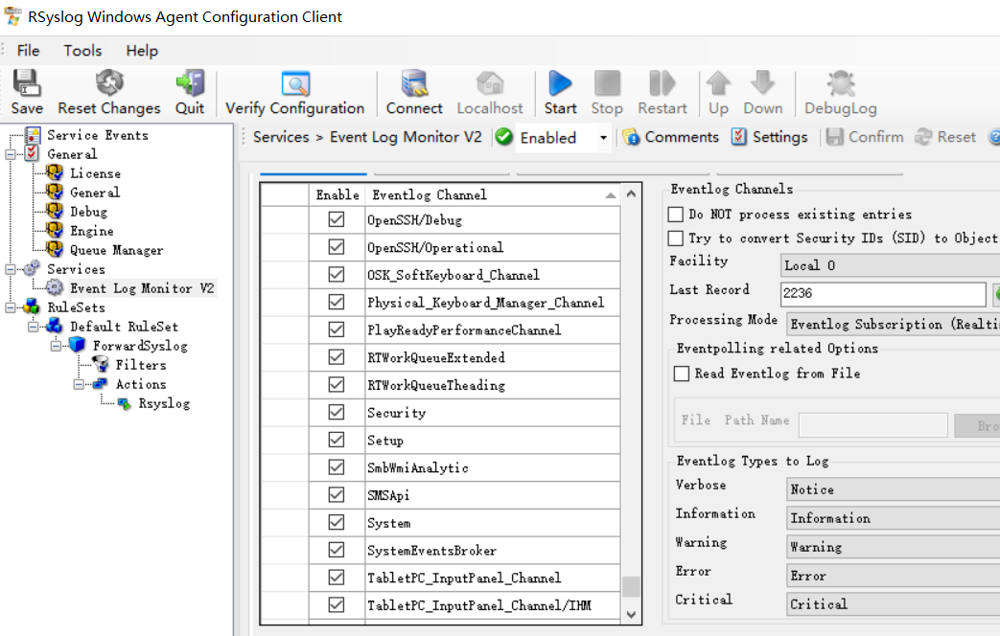 RSyslog Windows Agent Configuration Client
File Tools Help
Save Reset Changes Quit Verify Configuration Connect Localhost Start Stop Restart Up Down DebugLog
Service Events
General
License
General
Debug
Engine
Queue Manager
Services
Event Log Monitor V2
RuleSets
Default RuleSet
ForwardSyslog
Filters
Actions
Rsyslog
Services > Event Log Monitor V2 Enabled Comments Settings Confirm Reset
Enable Eventlog Channel
OpenSSH/Debug
OpenSSH/Operational
OSK_SoftKeyboard_Channel
Physical_Keyboard_Manager_Channel
PlayReadyPerformanceChannel
RTWorkQueueExtended
RTWorkQueueTheading
Security
Setup
SmbWmiAnalytic
SMSApi
System
SystemEventsBroker
TabletPC_InputPanel_Channel
TabletPC_InputPanel_Channel/IHM
Eventlog Channels
Do NOT process existing entries
Try to convert Security IDs (SID) to Object
Facility Local 0
Last Record 2236
Processing Mode Eventlog Subscription (Realti
Eventpolling related Options
Read Eventlog from File
File Path Name Bro
Eventlog Types to Log
Verbose Notice
Information Information
Warning Warning
Error Error
Critical Critical